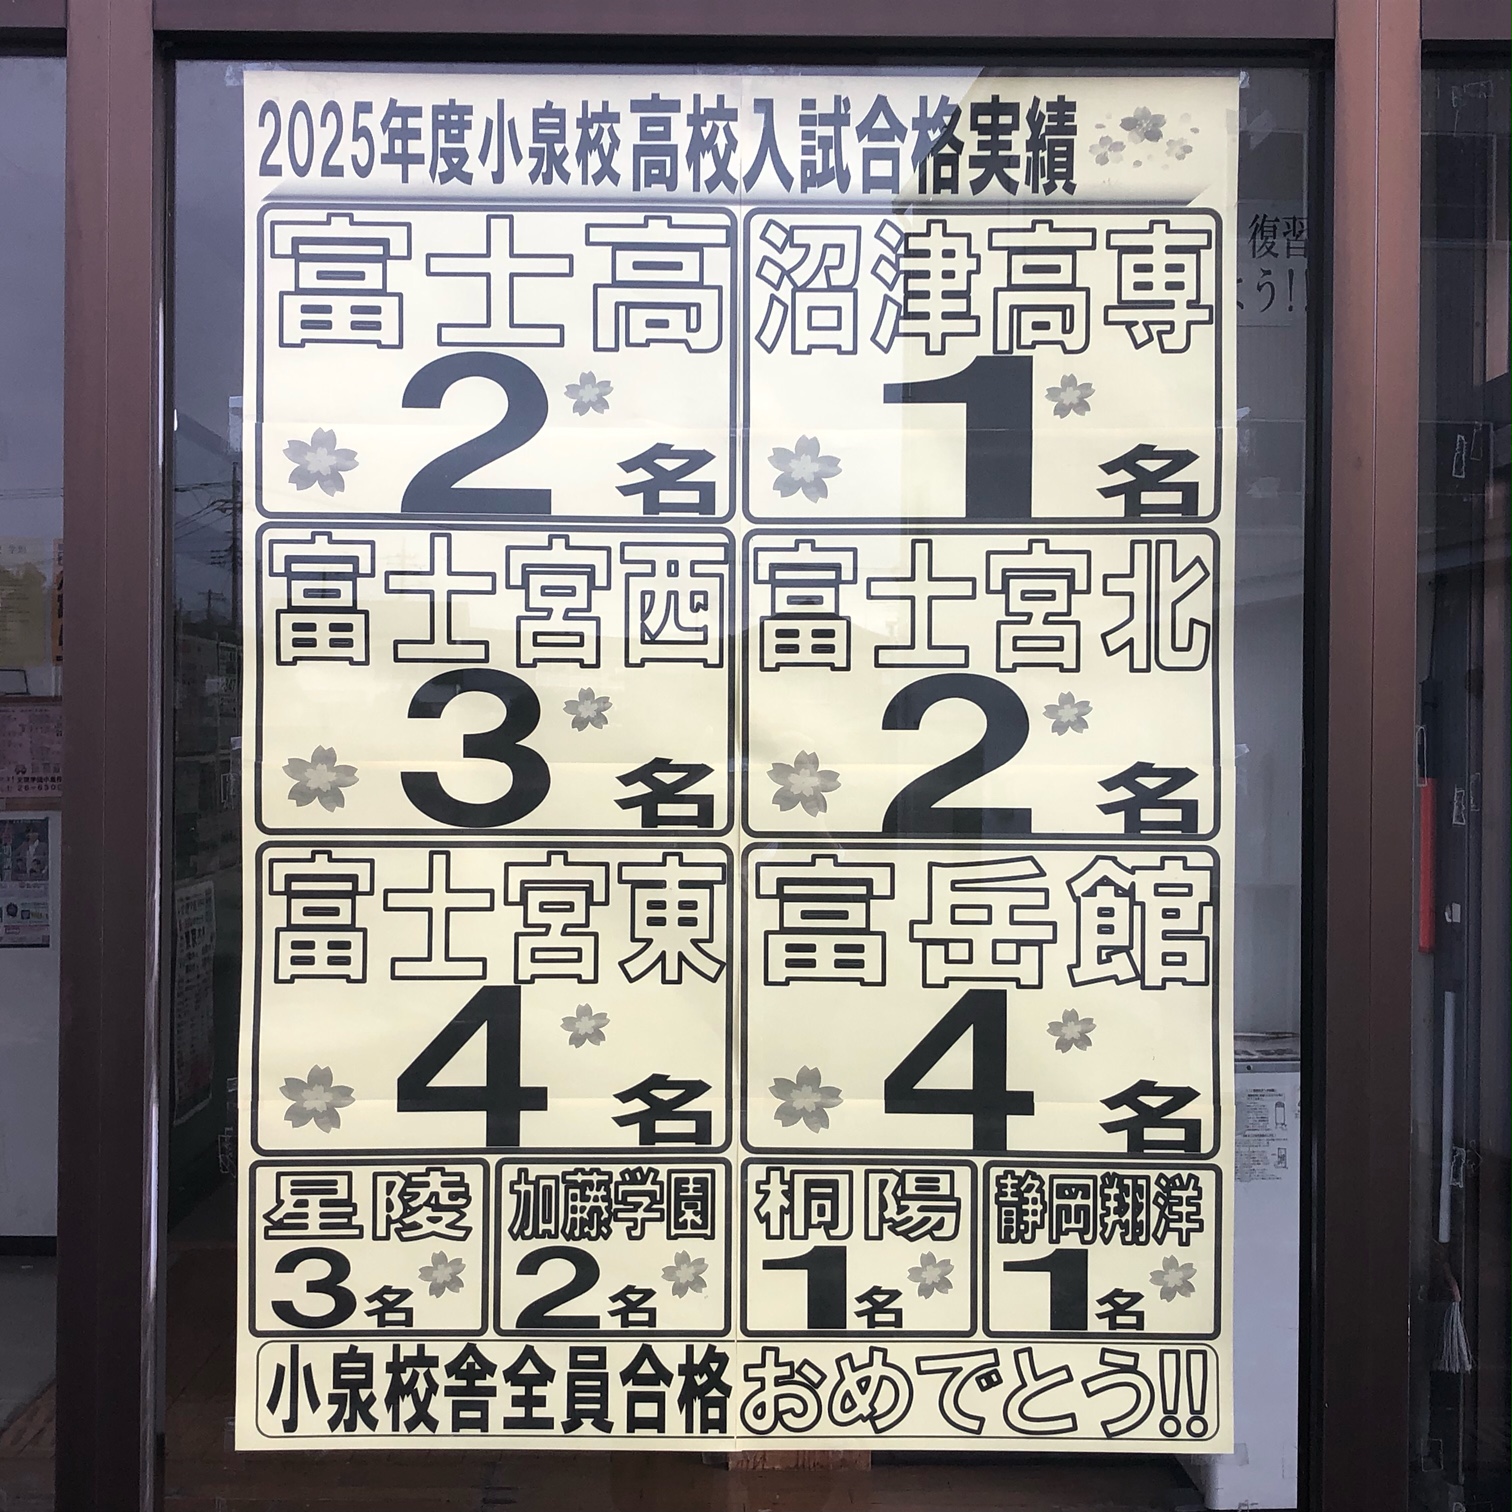 2025年度小泉校高校入試合格実績
富士高
2名
沼津高専
1名
富士宮西
3名
富士宮北
2名
富士宮東
4名
富岳館
4名
星陵
3名
加藤学園
2名
桐陽
1名
静岡翔洋
1名
小泉校舎全員合格おめでとう!!
復習
よう!!